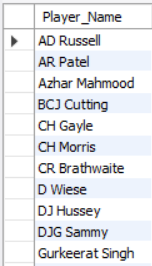 Player_Name
AD Russell
AR Patel
Azhar Mahmood
BCJ Cutting
CH Gayle
CH Morris
CR Brathwaite
D Wiese
DJ Hussey
DJG Sammy
Gurkeerat Singh